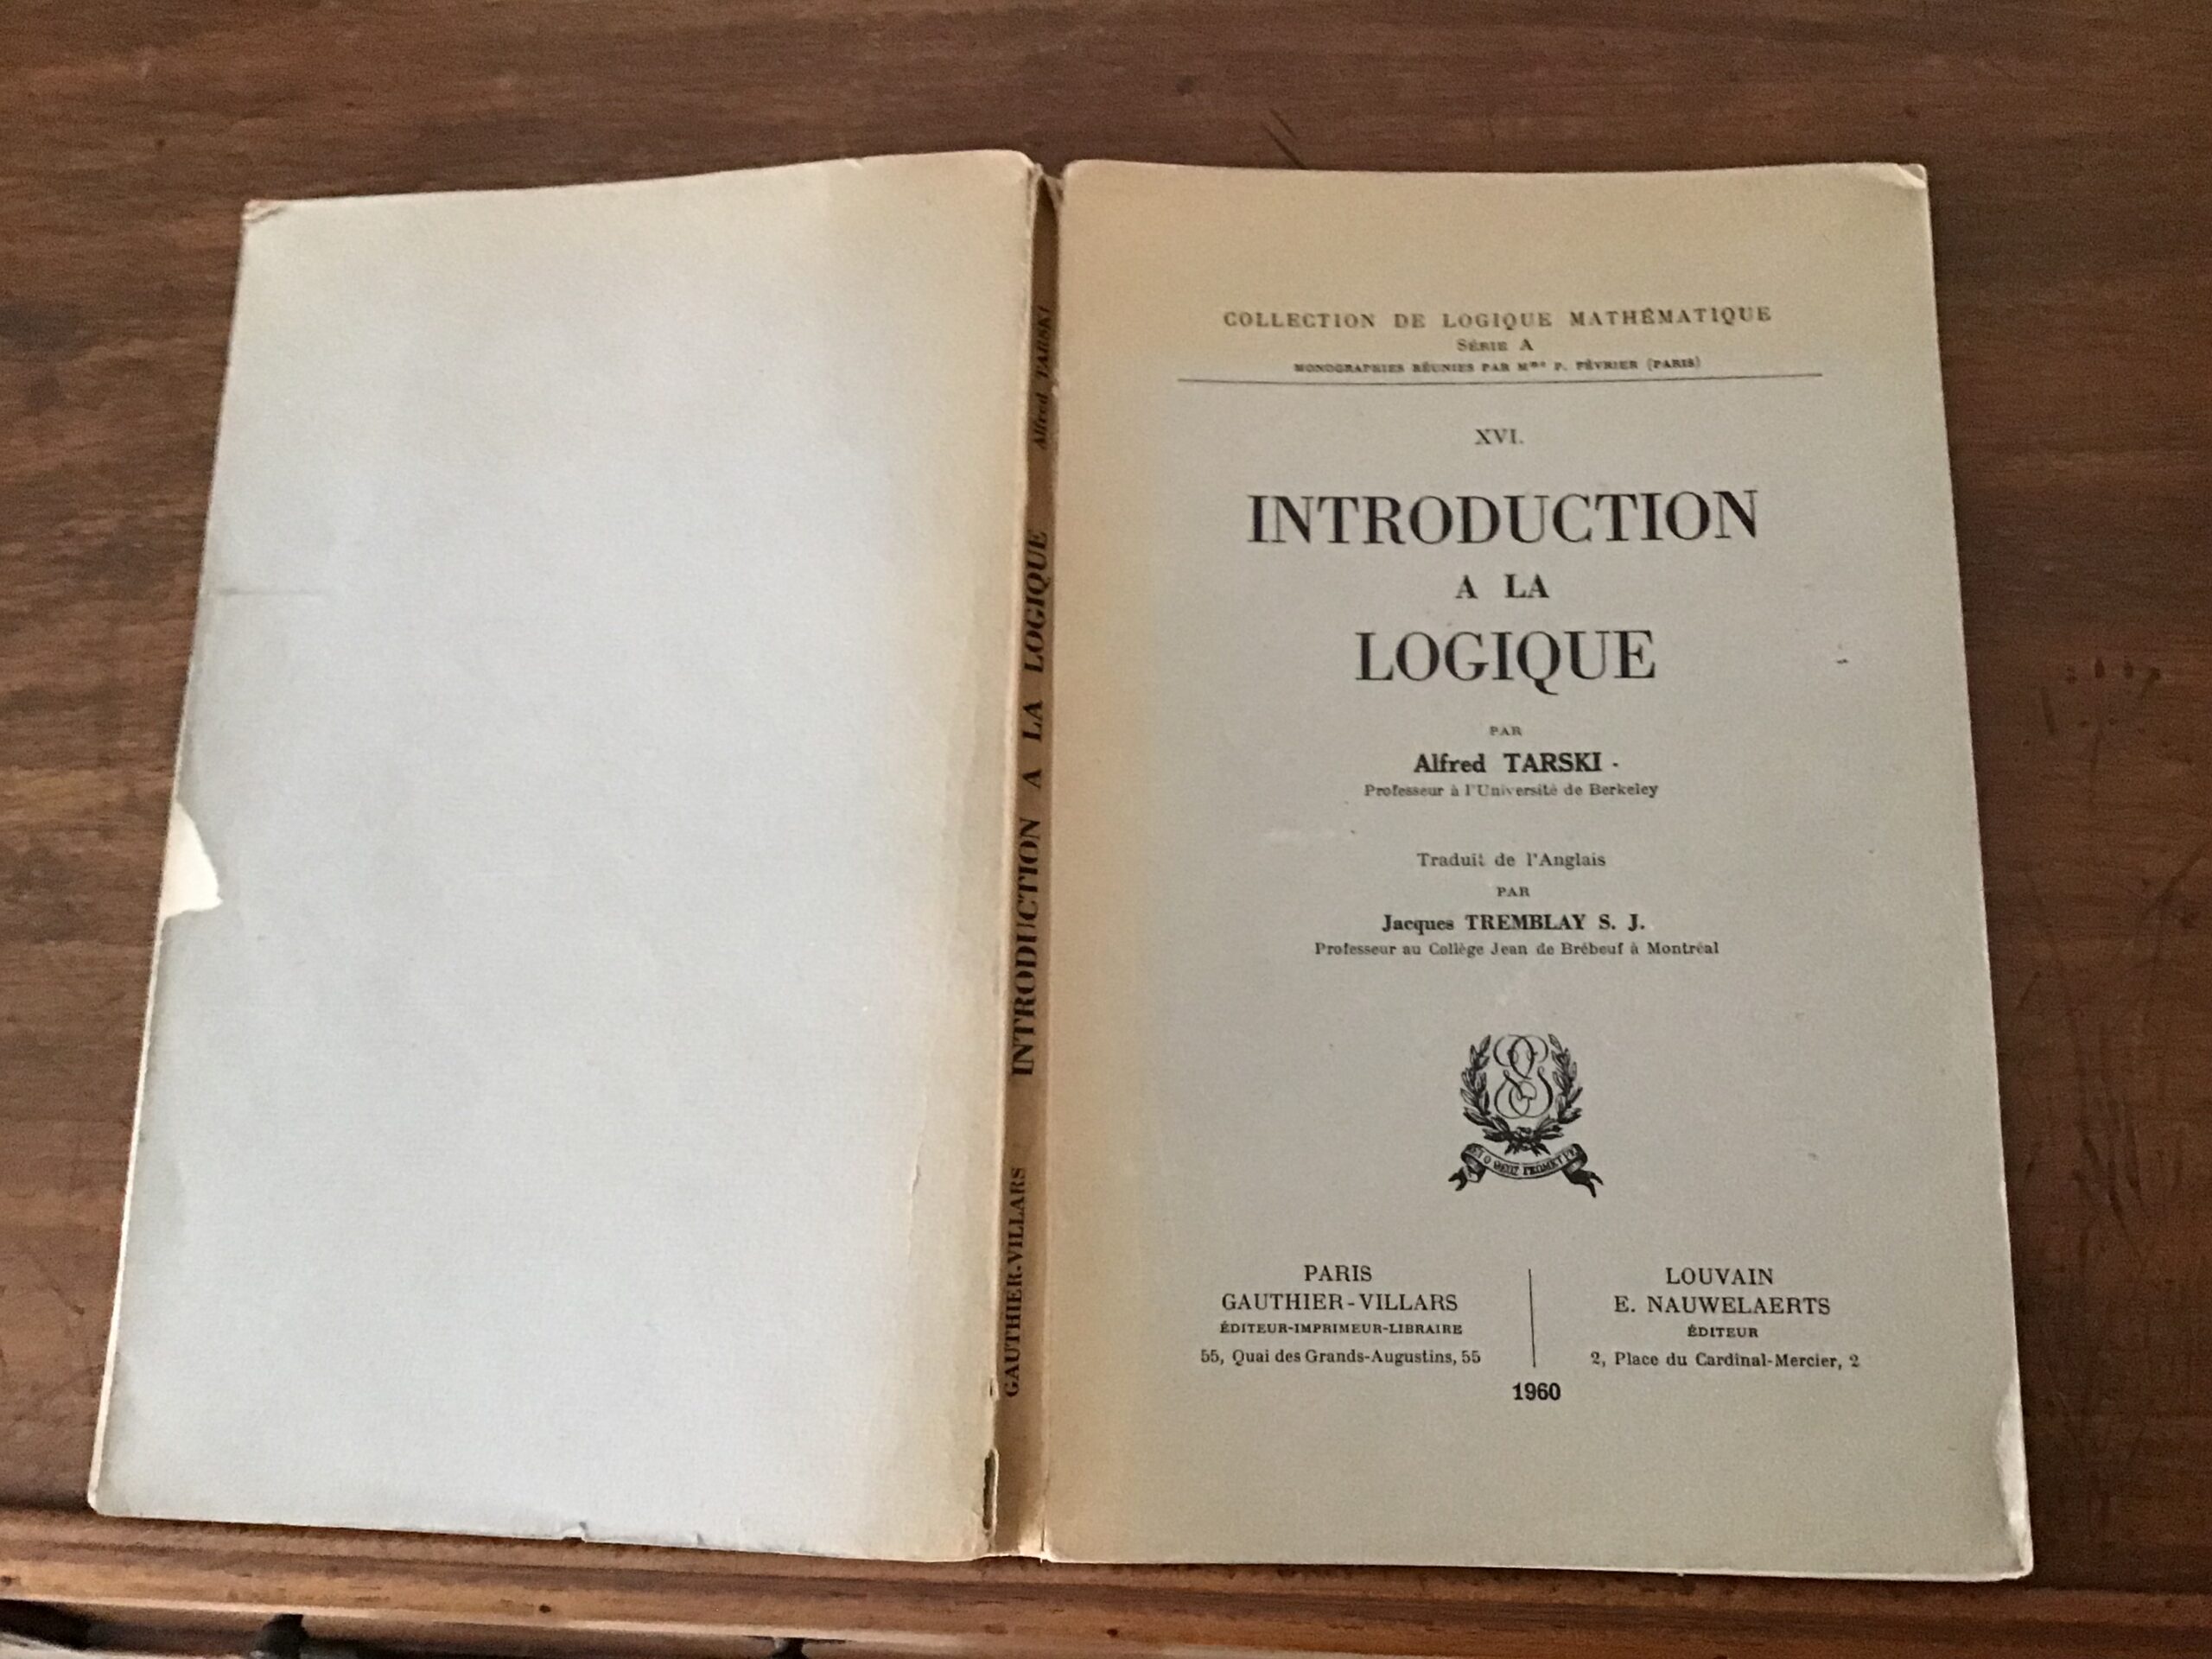 COLLECTION DE LOGIQUE MATHÉMATIQUE
SÉRIE A
MONOGRAPHIES RÉUNIES PAR Mme P. FÉVRIER (PARIS)
XVI.
INTRODUCTION
A LA
LOGIQUE
PAR
Alfred TARSKI
Professeur à l'Université de Berkeley
Traduit de l'Anglais
PAR
Jacques TREMBLAY S. J.
Professeur au Collège Jean de Brébeuf à Montréal
PROMET
PARIS
GAUTHIER-VILLARS
ÉDITEUR-IMPRIMEUR-LIBRAIRE
55, Quai des Grands-Augustins, 55
LOUVAIN
E. NAUWELAERTS
ÉDITEUR
2, Place du Cardinal-Mercier, 2
1960
GAUTHIER-VILLARS INTRODUCTION A LA LOGIQUE Alfred TARSKI